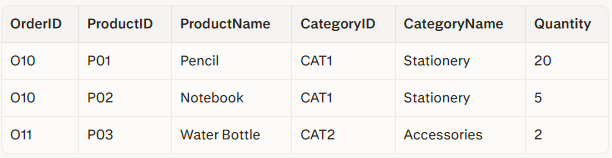 OrderID ProductID ProductName CategoryID CategoryName Quantity
O10 P01 Pencil CAT1 Stationery 20
O10 P02 Notebook CAT1 Stationery 5
O11 P03 Water Bottle CAT2 Accessories 2